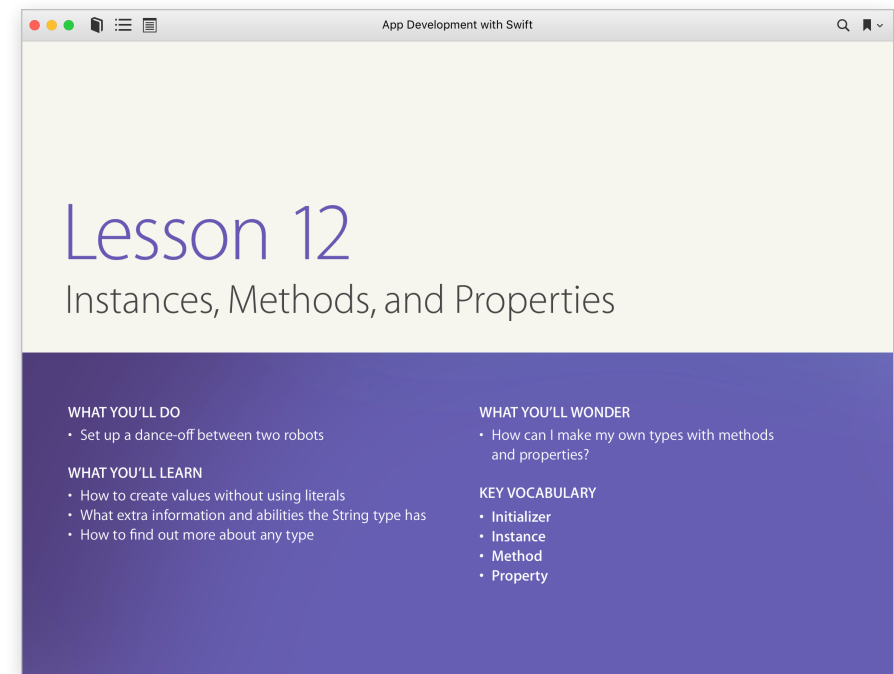 App Development with Swift
Lesson 12
Instances, Methods, and Properties
WHAT YOU'LL DO
• Set up a dance-off between two robots
WHAT YOU'LL LEARN
• How to create values without using literals
• What extra information and abilities the String type has
• How to find out more about any type
WHAT YOU'LL WONDER
• How can I make my own types with methods
and properties?
KEY VOCABULARY
• Initializer
• Instance
• Method
• Property